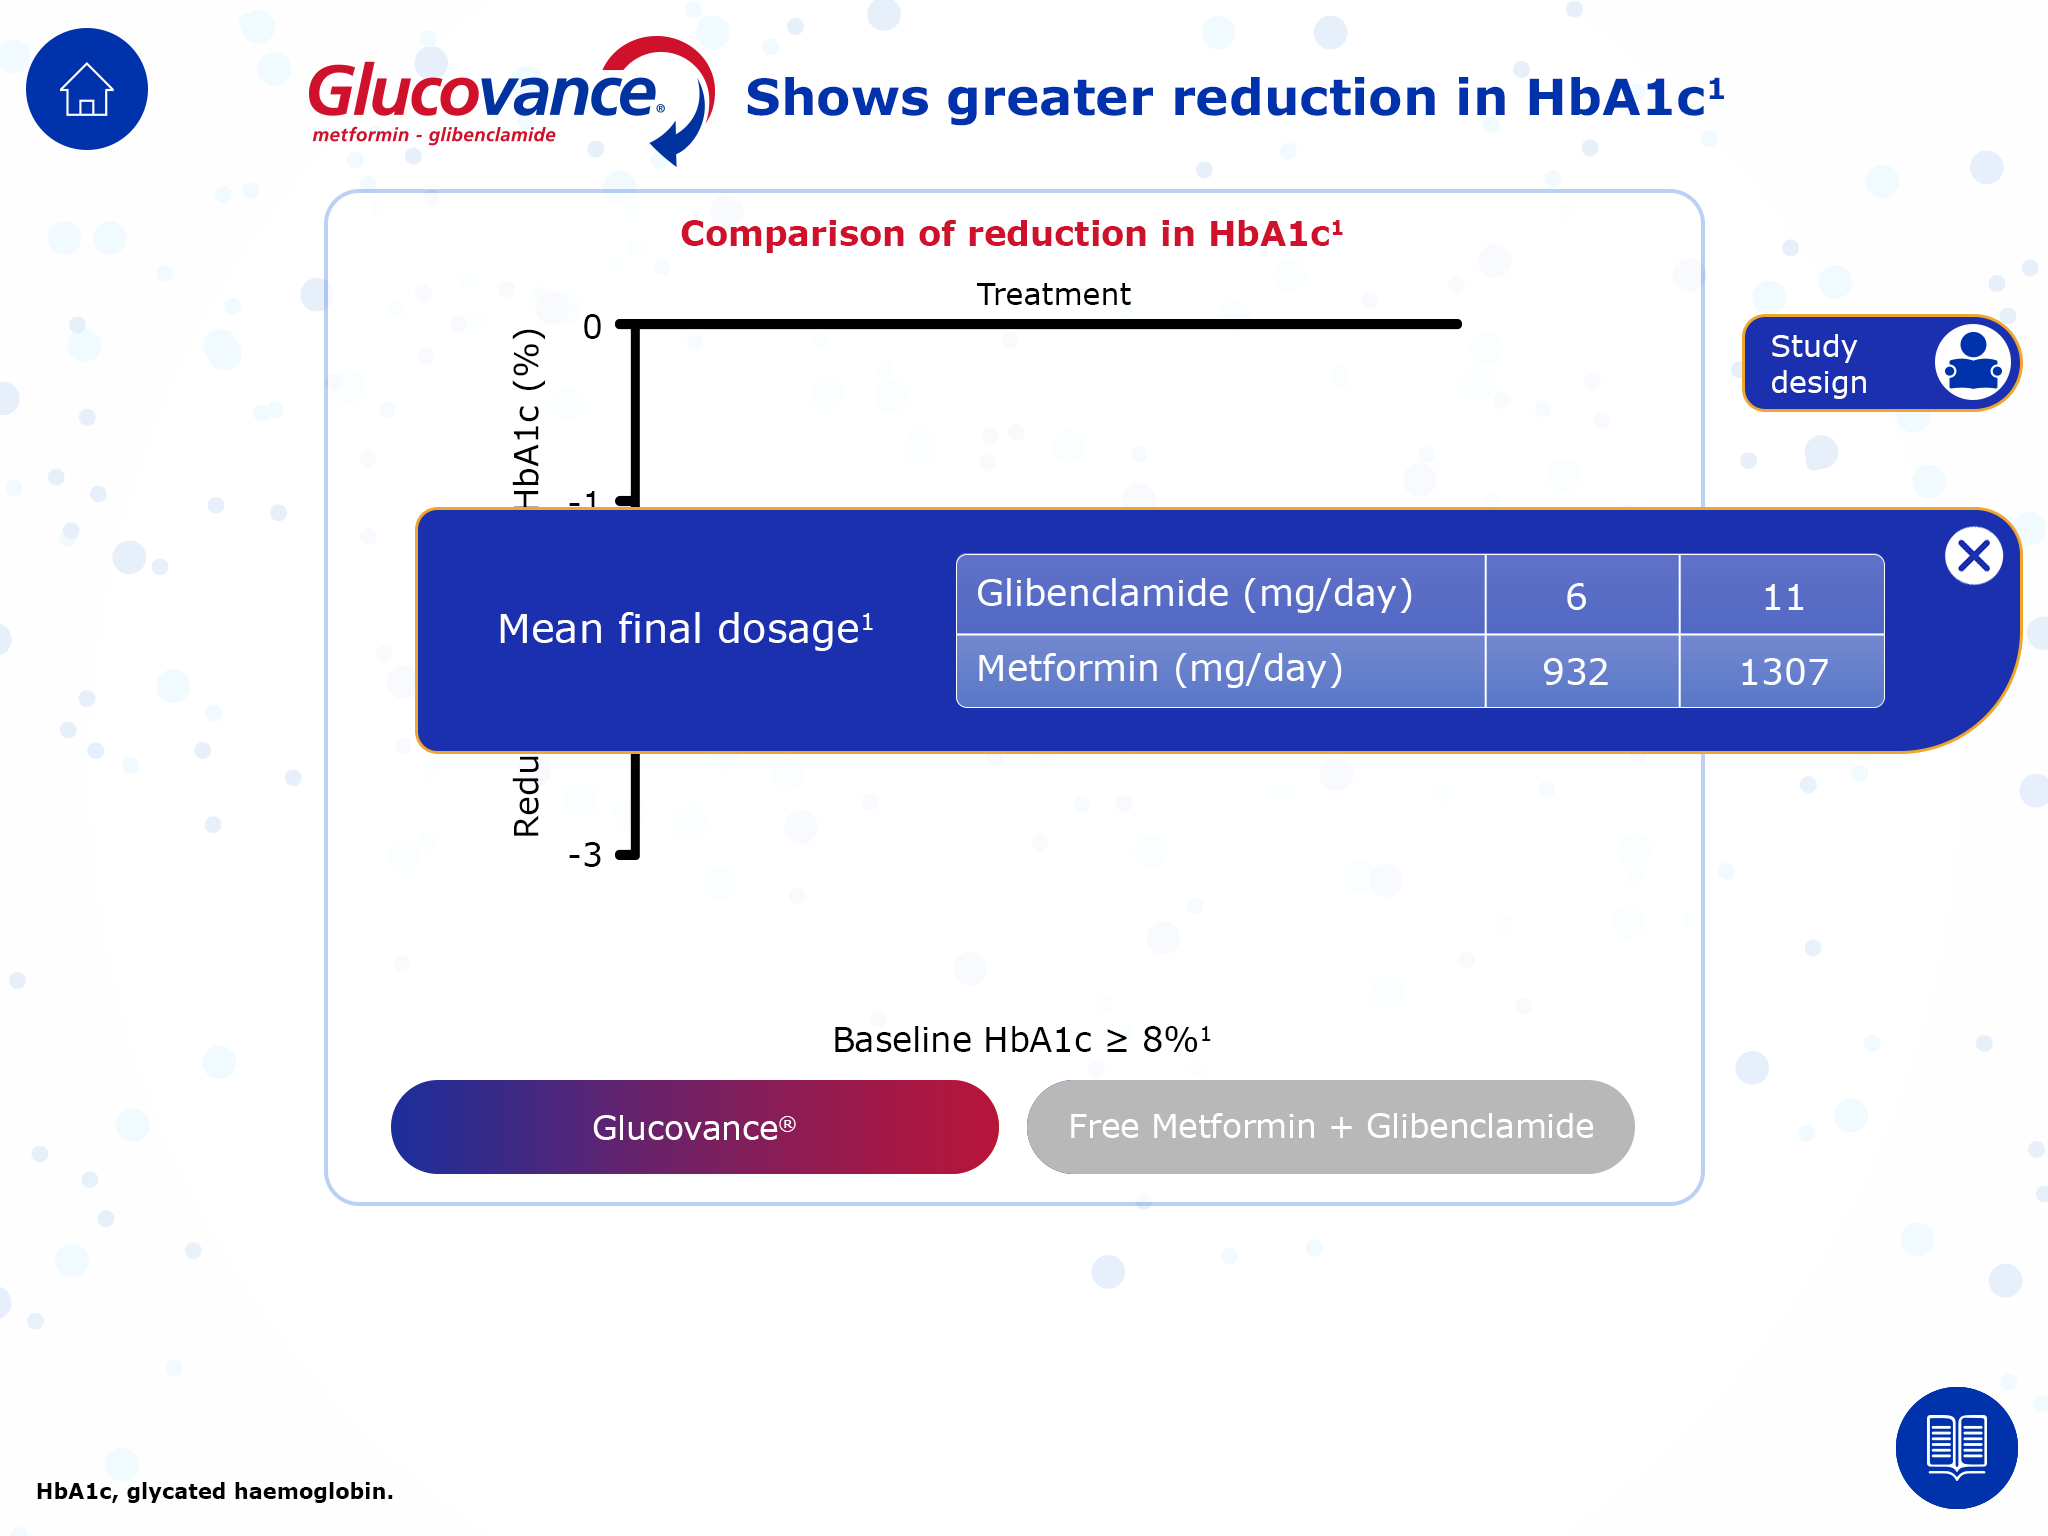 Glucovance®
metformin - glibenclamide
Shows greater reduction in HbA1c¹
Comparison of reduction in HbA1c¹
Treatment
0
HbA1c (%)
-1
Study
design
Mean final dosage¹
Glibenclamide (mg/day) 6 11
Metformin (mg/day) 932 1307
-3
Baseline HbA1c ≥ 8%¹
Glucovance®
Free Metformin + Glibenclamide
HbA1c, glycated haemoglobin.